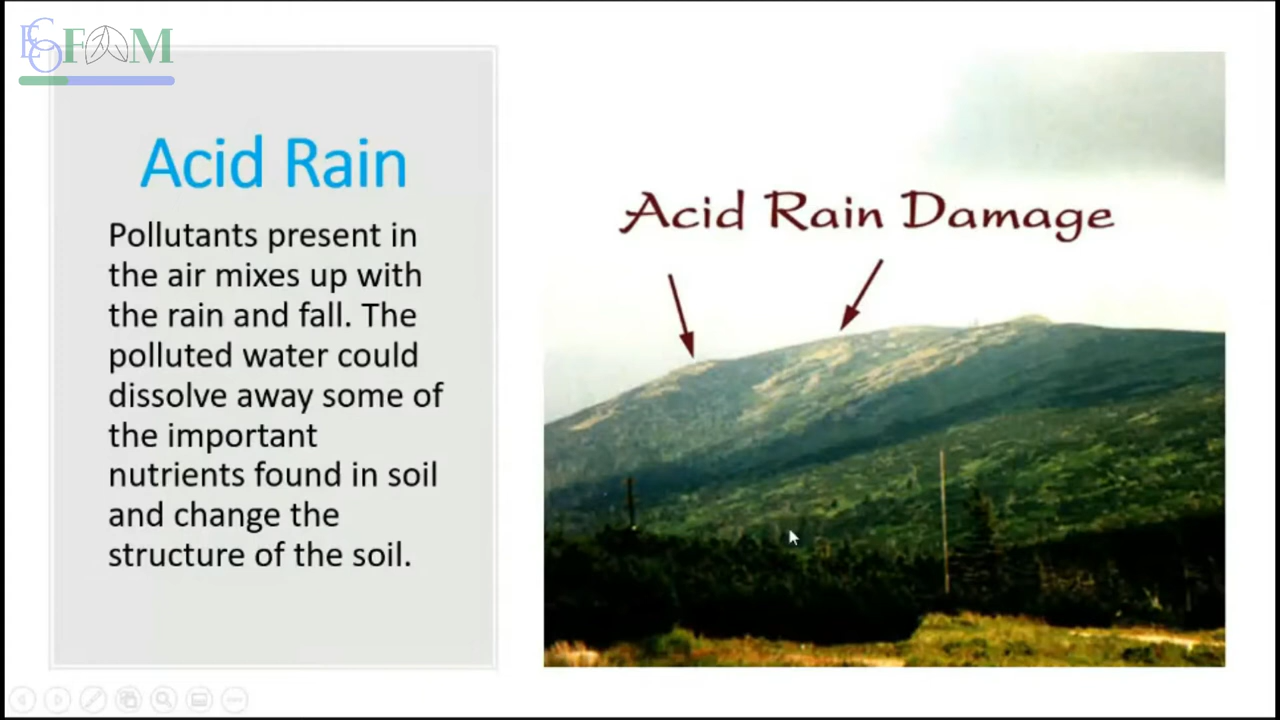 ECOFAM
Acid Rain
Pollutants present in
the air mixes up with
the rain and fall. The
polluted water could
dissolve away some of
the important
nutrients found in soil
and change the
structure of the soil.
Acid Rain Damage